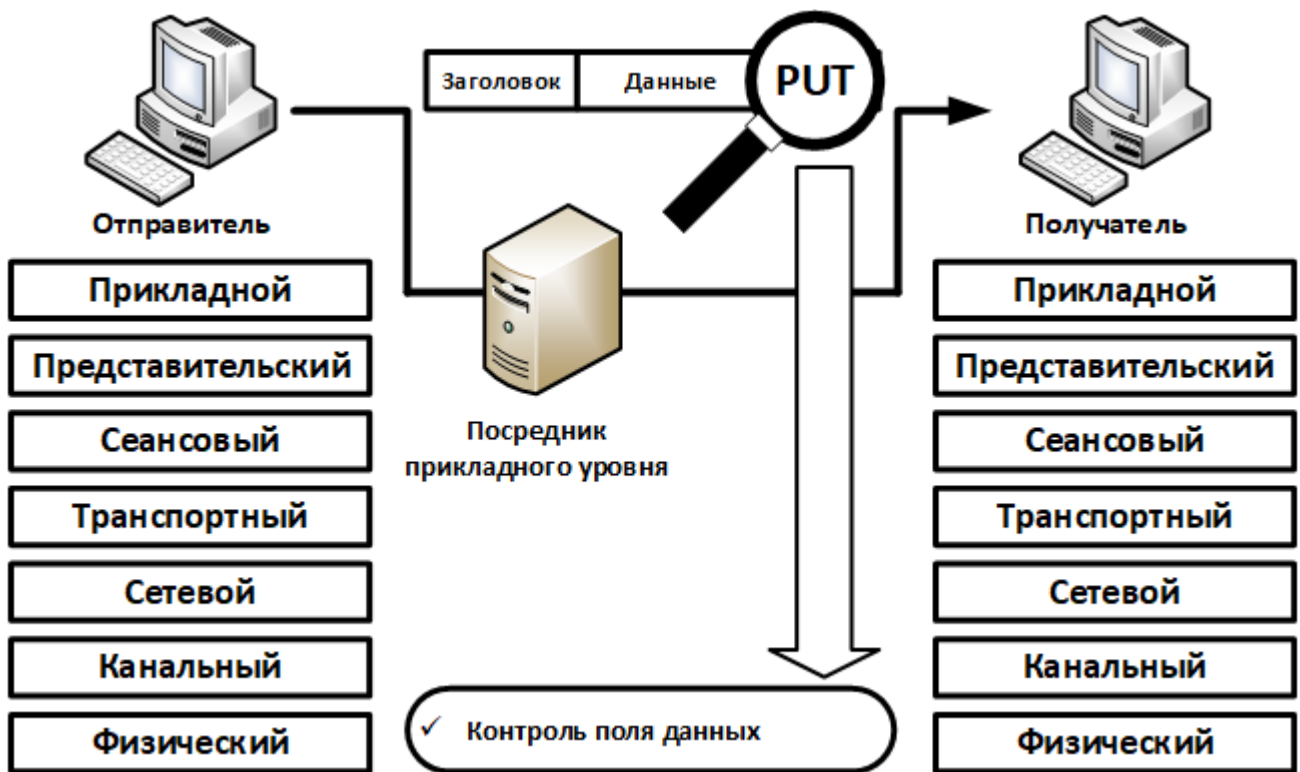 Заголовок
Данные
PUT
Отправитель
Получатель
Прикладной
Представительский
Сеансовый
Транспортный
Сетевой
Канальный
Физический
Посредник
прикладного уровня
✓ Контроль поля данных
Прикладной
Представительский
Сеансовый
Транспортный
Сетевой
Канальный
Физический